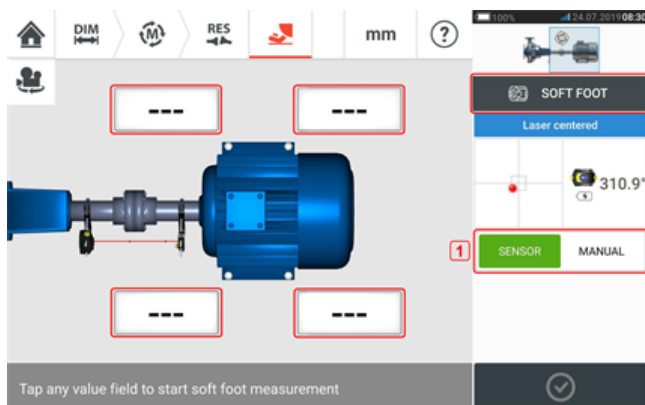 DIM
M
RES
mm
?
100%
24.07.2019 08:30
SOFT FOOT
Laser centered
310.9°
---
---
---
---
1
SENSOR
MANUAL
Tap any value field to start soft foot measurement